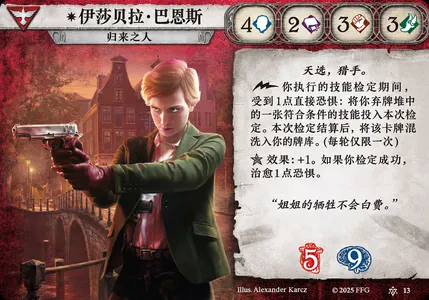 ✴伊莎贝拉·巴恩斯
归来之人
4 2 3 3
天选，猎手。
你执行的技能检定期间，
受到1点直接恐惧：将你弃牌堆中
的一张符合条件的技能投入本次检
定。本次检定结算后，将该卡牌混
洗入你的牌库。(每轮仅限一次)
效果：+1。如果你检定成功，
治愈1点恐惧。
“姐姐的牺牲不会白费。”
5 9
Illus Alexander Karcz © 2025 FFG 13